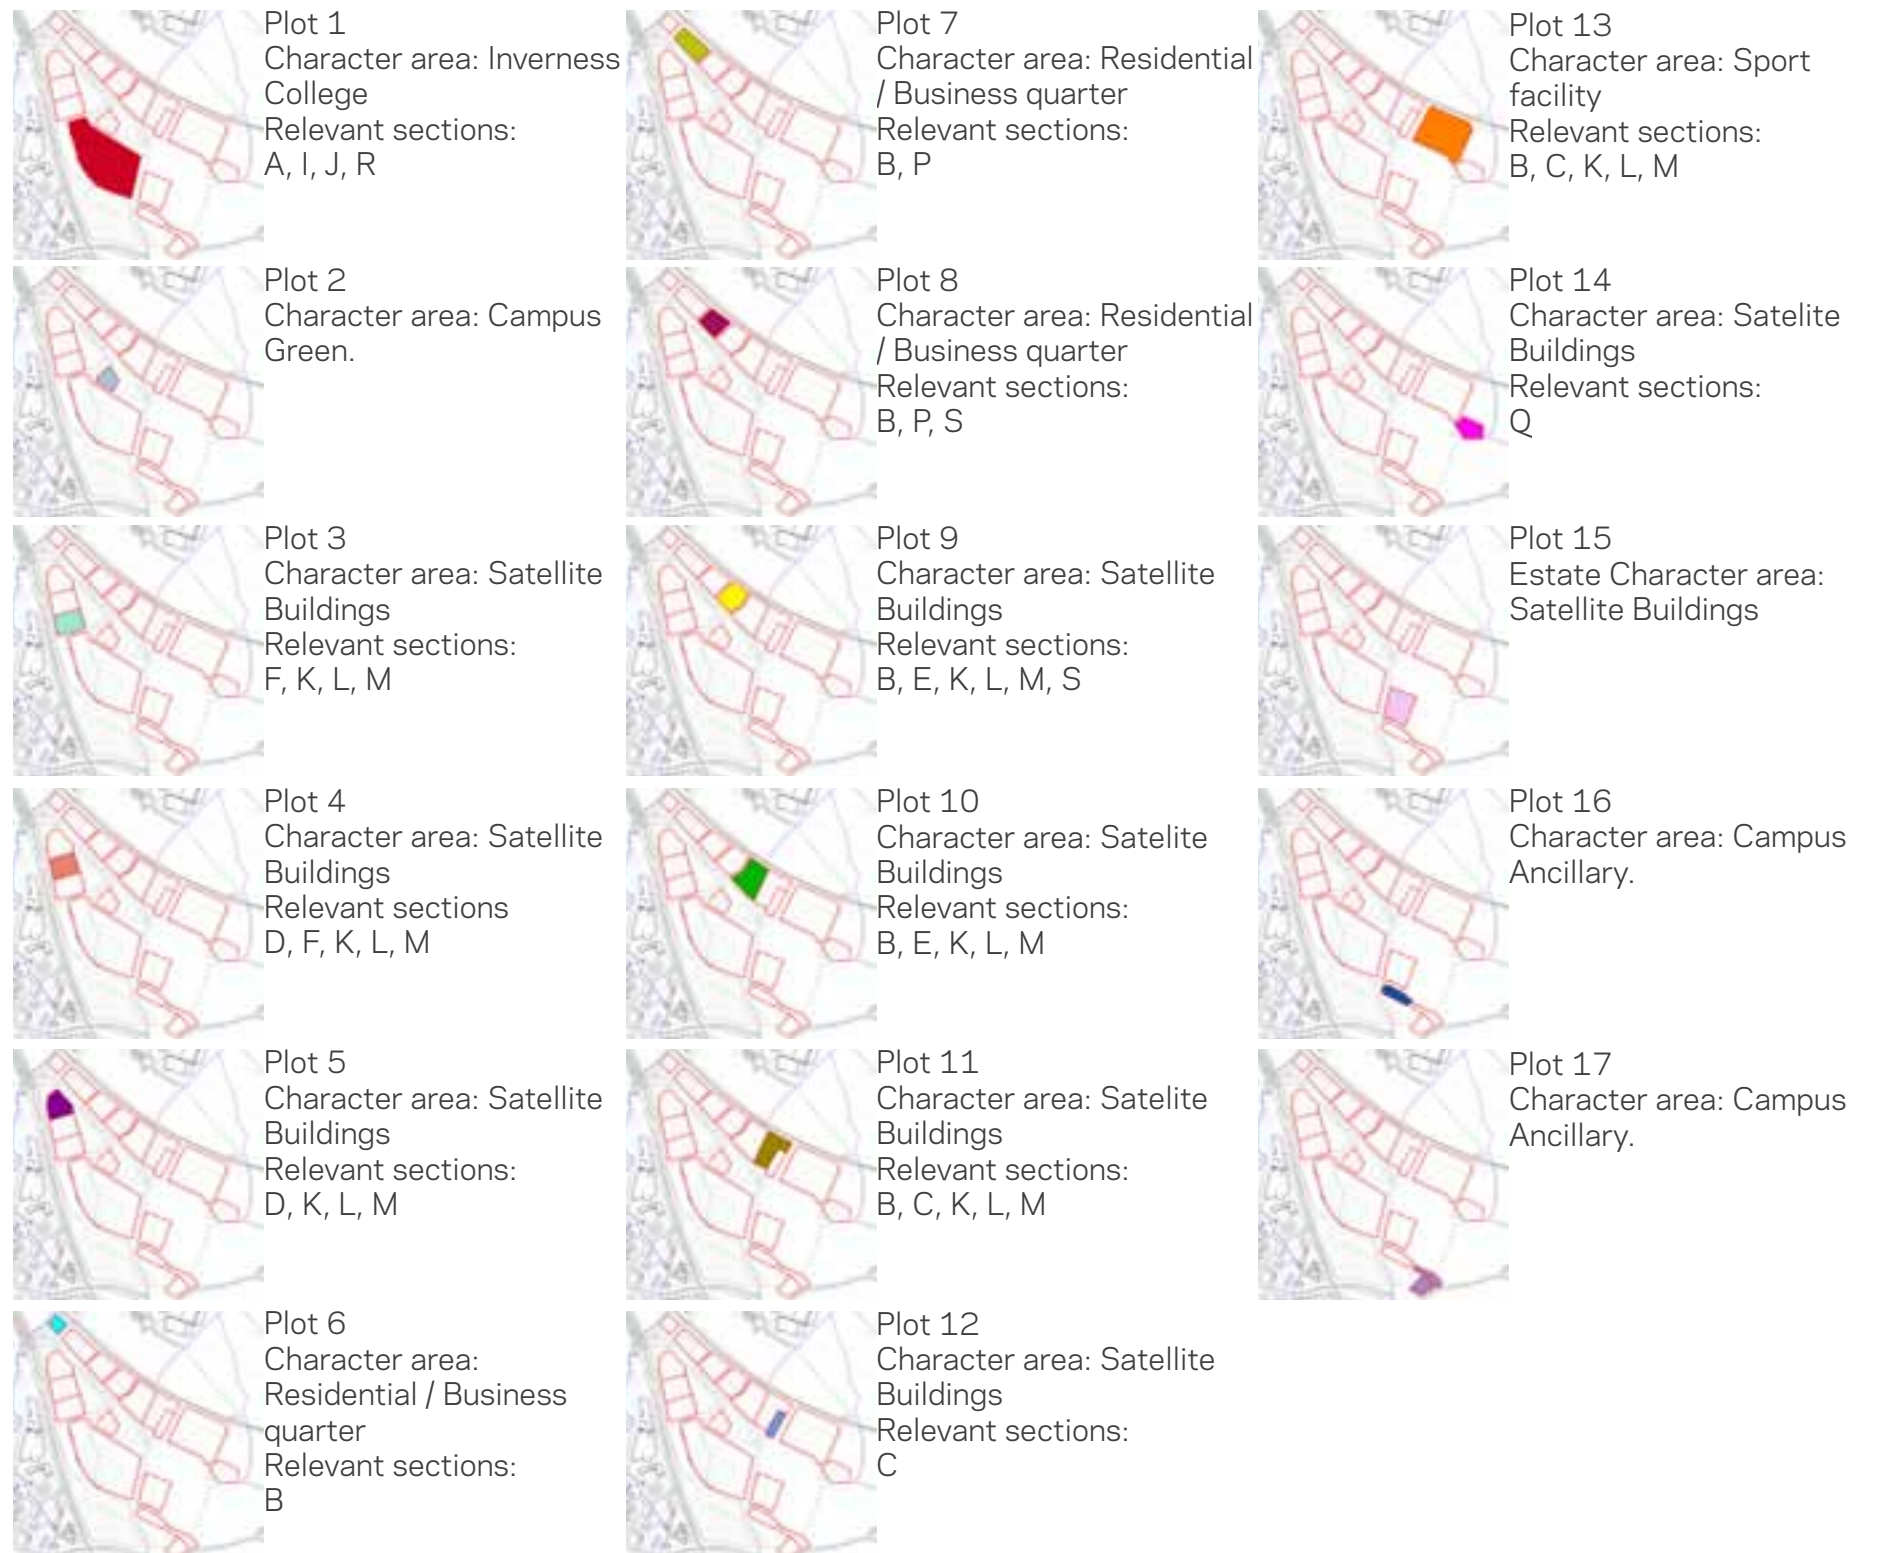 Plot 1
Character area: Inverness
College
Relevant sections:
A, I, J, R
Plot 2
Character area: Campus
Green.
Plot 3
Character area: Satellite
Buildings
Relevant sections:
F, K, L, M
Plot 4
Character area: Satellite
Buildings
Relevant sections
D, F, K, L, M
Plot 5
Character area: Satellite
Buildings
Relevant sections:
D, K, L, M
Plot 6
Character area:
Residential / Business
quarter
Relevant sections:
B
Plot 7
Character area: Residential
/ Business quarter
Relevant sections:
B, P
Plot 8
Character area: Residential
/ Business quarter
Relevant sections:
B, P, S
Plot 9
Character area: Satellite
Buildings
Relevant sections:
B, E, K, L, M, S
Plot 10
Character area: Satelite
Buildings
Relevant sections:
B, E, K, L, M
Plot 11
Character area: Satelite
Buildings
Relevant sections:
B, C, K, L, M
Plot 12
Character area: Satellite
Buildings
Relevant sections:
C
Plot 13
Character area: Sport
facility
Relevant sections:
B, C, K, L, M
Plot 14
Character area: Satelite
Buildings
Relevant sections:
Q
Plot 15
Estate Character area:
Satellite Buildings
Plot 16
Character area: Campus
Ancillary.
Plot 17
Character area: Campus
Ancillary.